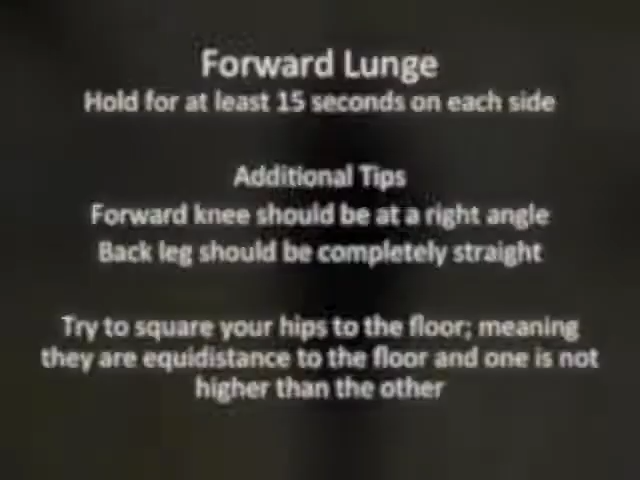 Forward Lunge
Hold for at least 15 seconds on each side
Additional Tips
Forward knee should be at a right angle
Back leg should be completely straight
Try to square your hips to the floor; meaning
they are equidistance to the floor and one is not
higher than the other